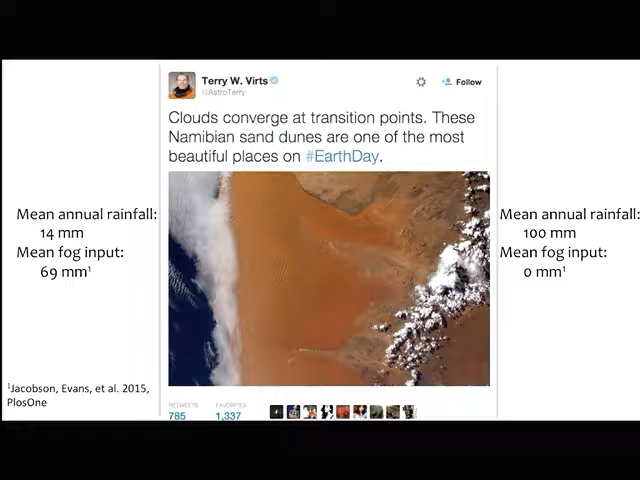 Terry W. Virts
@AstroTerry
Follow
Clouds converge at transition points. These
Namibian sand dunes are one of the most
beautiful places on #EarthDay.
Mean annual rainfall:
14 mm
Mean fog input:
69 mm¹
Mean annual rainfall:
100 mm
Mean fog input:
0 mm¹
¹Jacobson, Evans, et al. 2015,
PlosOne
RETWEETS
785
FAVORITES
1,337